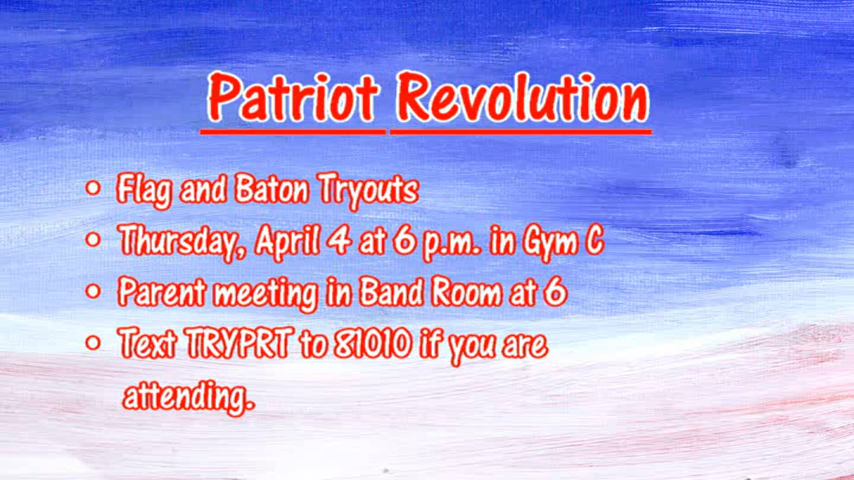 Patriot Revolution
• Flag and Baton Tryouts
• Thursday, April 4 at 6 p.m. in Gym C
• Parent meeting in Band Room at 6
• Text TRYPRT to 81010 if you are
attending.